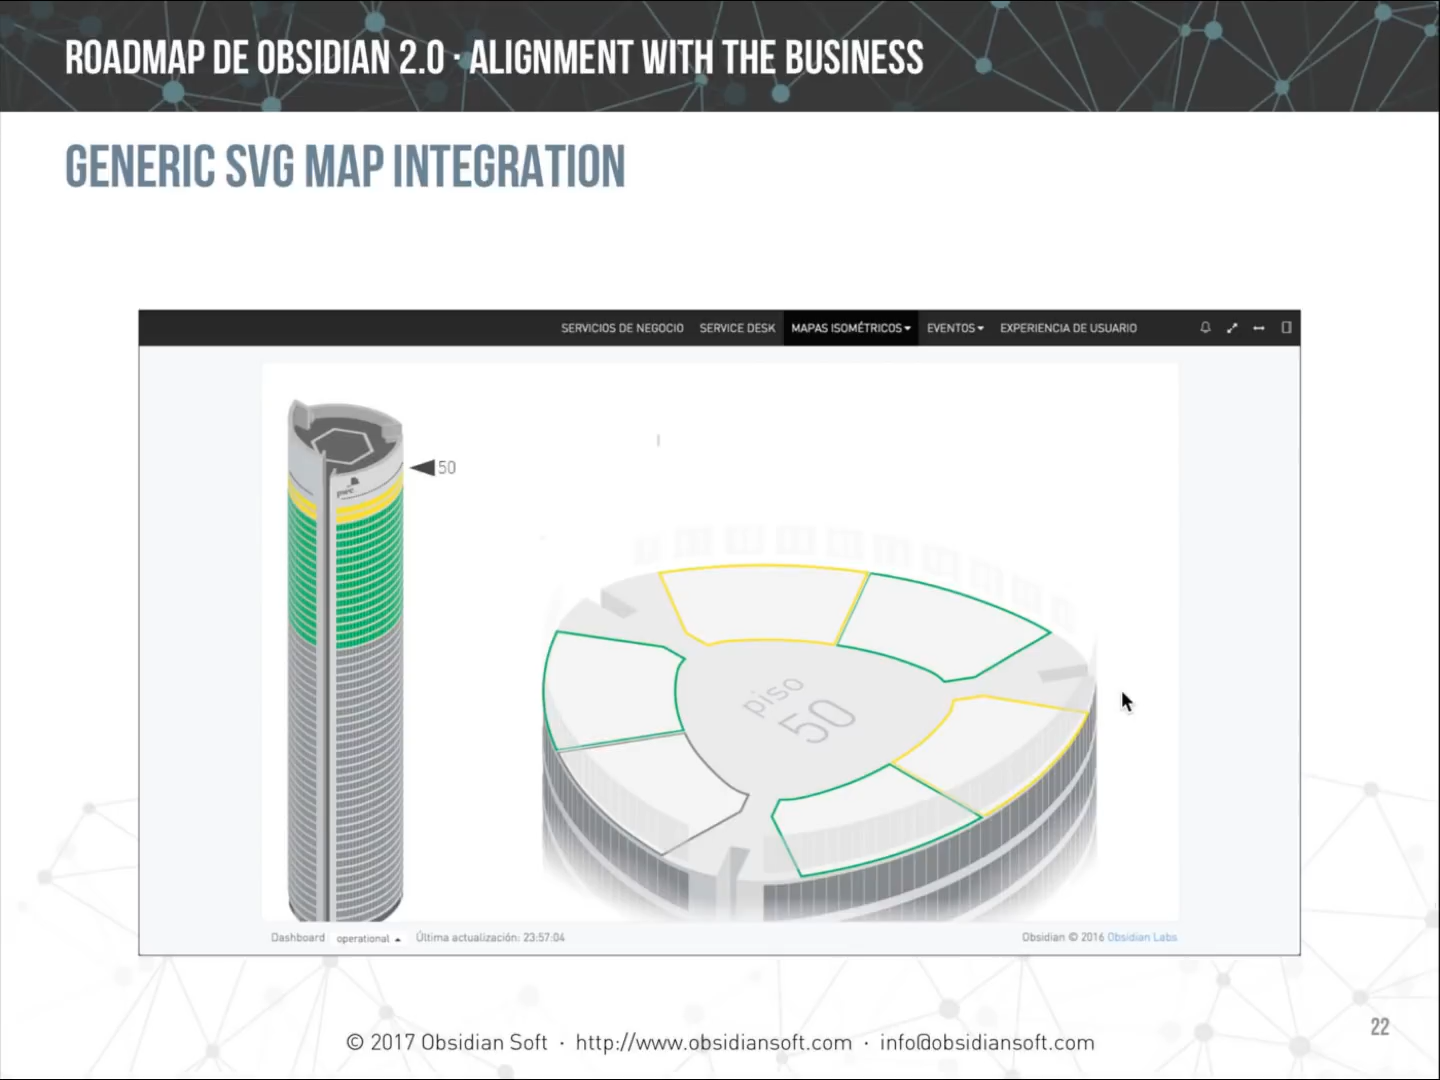 ROADMAP DE OBSIDIAN 2.0 · ALIGNMENT WITH THE BUSINESS
GENERIC SVG MAP INTEGRATION
SERVICIOS DE NEGOCIO SERVICE DESK MAPAS ISOMÉTRICOS EVENTOS EXPERIENCIA DE USUARIO
50
pwc
piso
50
Dashboard operational Última actualización: 23:57:04
Obsidian © 2016 Obsidian Labs
22
© 2017 Obsidian Soft · http://www.obsidiansoft.com · info@obsidiansoft.com